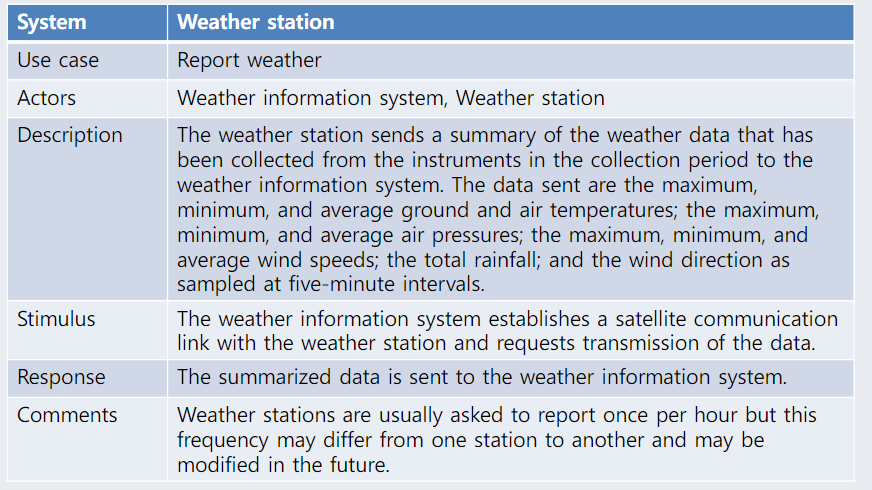 System Weather station
Use case Report weather
Actors Weather information system, Weather station
Description The weather station sends a summary of the weather data that has
been collected from the instruments in the collection period to the
weather information system. The data sent are the maximum,
minimum, and average ground and air temperatures; the maximum,
minimum, and average air pressures; the maximum, minimum, and
average wind speeds; the total rainfall; and the wind direction as
sampled at five-minute intervals.
Stimulus The weather information system establishes a satellite communication
link with the weather station and requests transmission of the data.
Response The summarized data is sent to the weather information system.
Comments Weather stations are usually asked to report once per hour but this
frequency may differ from one station to another and may be
modified in the future.